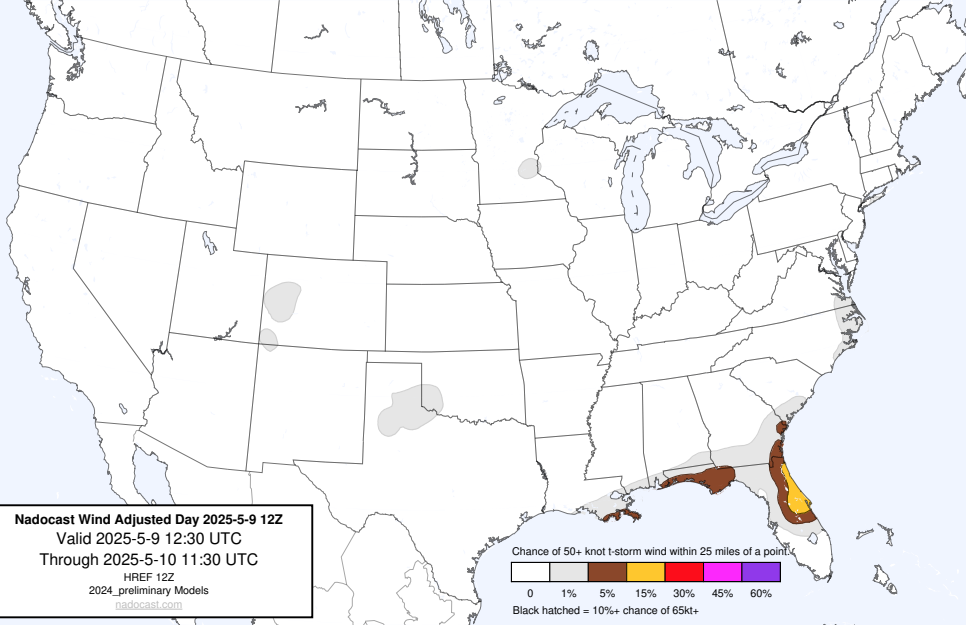 Nadocast Wind Adjusted Day 2025-5-9 12Z
Valid 2025-5-9 12:30 UTC
Through 2025-5-10 11:30 UTC
HREF 12Z
2024_preliminary Models
nadocast.com
Chance of 50+ knot t-storm wind within 25 miles of a point.
0 1% 5% 15% 30% 45% 60%
Black hatched = 10%+ chance of 65kt+